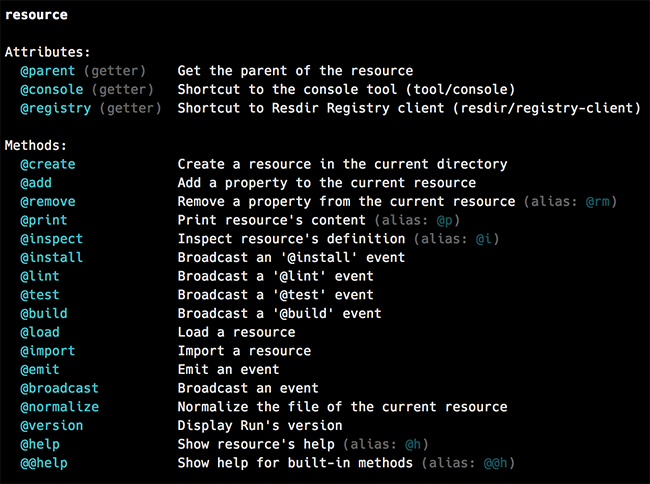 resource
Attributes:
@parent (getter) Get the parent of the resource
@console (getter) Shortcut to the console tool (tool/console)
@registry (getter) Shortcut to Resdir Registry client (resdir/registry-client)
Methods:
@create Create a resource in the current directory
@add Add a property to the current resource
@remove Remove a property from the current resource (alias: @rm)
@print Print resource's content (alias: @p)
@inspect Inspect resource's definition (alias: @i)
@install Broadcast an '@install' event
@lint Broadcast a '@lint' event
@test Broadcast a '@test' event
@build Broadcast a '@build' event
@load Load a resource
@import Import a resource
@emit Emit an event
@broadcast Broadcast an event
@normalize Normalize the file of the current resource
@version Display Run's version
@help Show resource's help (alias: @h)
@@help Show help for built-in methods (alias: @@h)